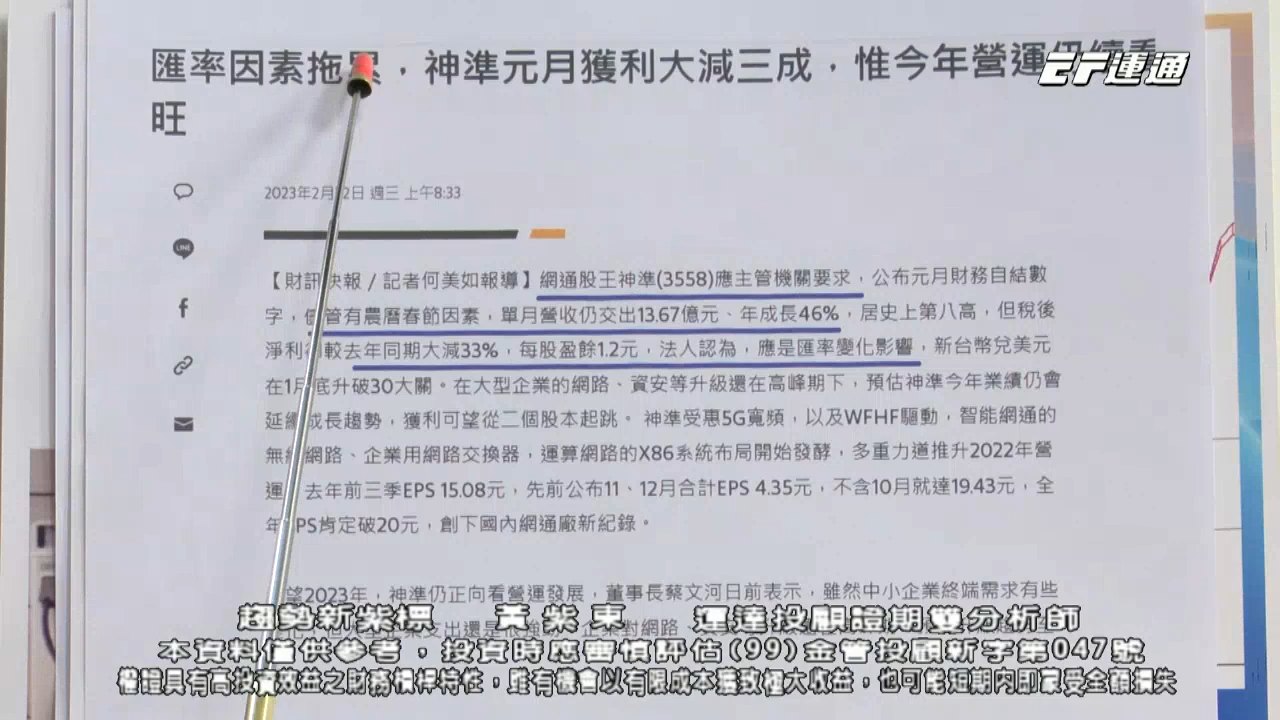 匯率因素拖累，神準元月獲利大減三成，惟今年營運
旺
EF運通
2023年2月2日 週三 上午8:33
LINE
【財訊快報／記者何美如報導】網通股王神準(3558)應主管機關要求，公布元月財務自結數
字，儘管有農曆春節因素，單月營收仍交出13.67億元、年成長46%，居史上第八高，但稅後
淨利卻較去年同期大減33%，每股盈餘1.2元，法人認為，應是匯率變化影響，新台幣兌美元
在1月底升破30大關。在大型企業的網路、資安等升級還在高峰期下，預估神準今年業績仍會
延續成長趨勢，獲利可望從二個股本起跳。 神準受惠5G寬頻，以及WFHF驅動，智能網通的
無線網路、企業用網路交換器，運算網路的X86系統布局開始發酵，多重力道推升2022年營
運，去年前三季EPS 15.08元，先前公布11、12月合計EPS 4.35元，不含10月就達19.43元，全
年EPS肯定破20元，創下國內網通廠新紀錄。
望2023年，神準仍正向看營運發展，董事長蔡文河日前表示，雖然中小企業終端需求有些
趨勢新紫標 黃紫東 運達投顧證期雙分析師
本資料僅供參考，投資時應審慎評估(99)金管投顧新字第047號
權證具有高投資效益之財務槓桿特性，雖有機會以有限成本獲致極大收益，也可能短期內即蒙受全額損失